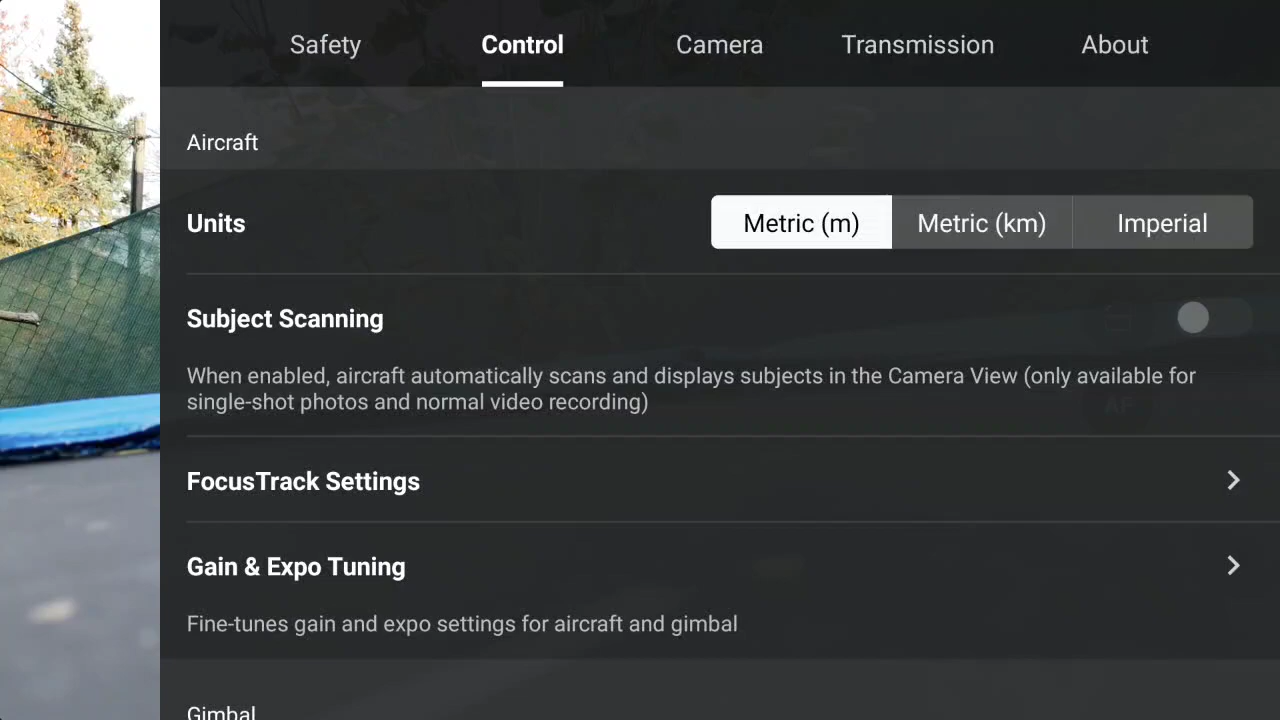 Safety Control Camera Transmission About
Aircraft
Units Metric (m) Metric (km) Imperial
Subject Scanning
When enabled, aircraft automatically scans and displays subjects in the Camera View (only available for
single-shot photos and normal video recording)
AF
FocusTrack Settings
Gain & Expo Tuning
Fine-tunes gain and expo settings for aircraft and gimbal
Gimbal